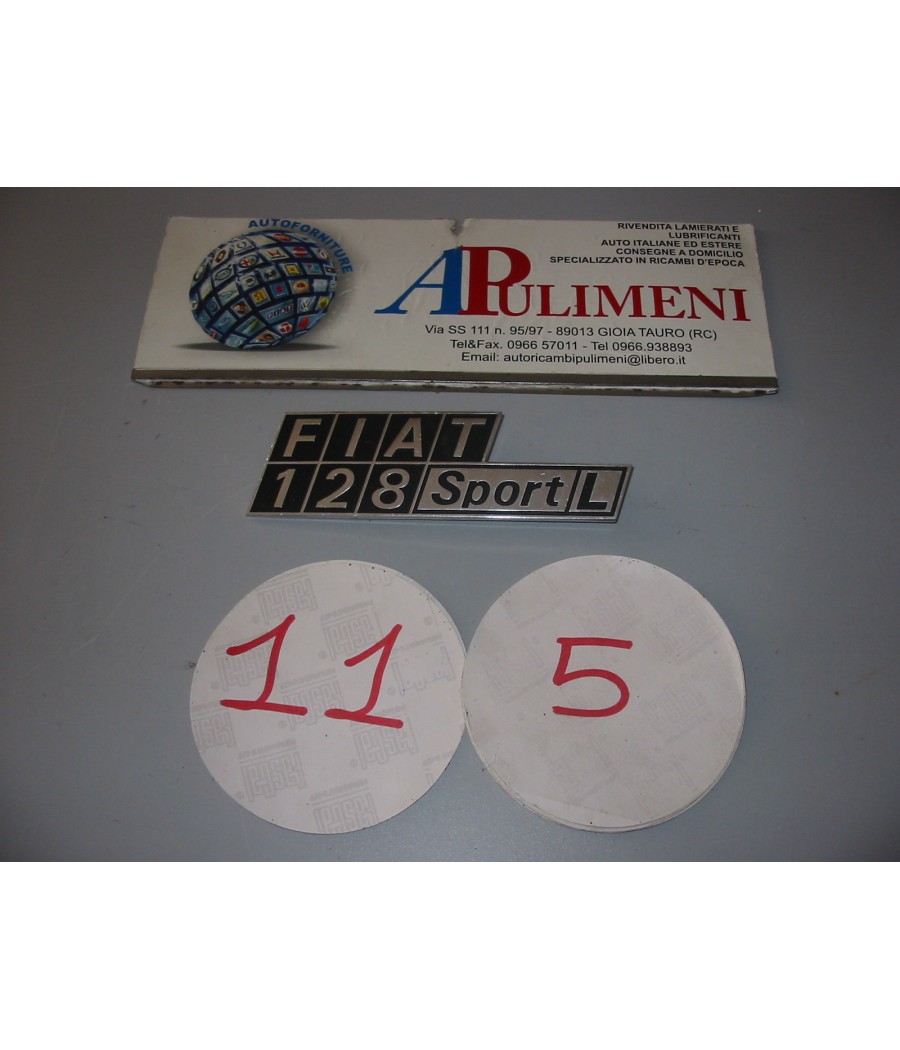 AUTOFORNITURE
RIVENDITA LAMIERATI E
LUBRIFICANTI
AUTO ITALIANE ED ESTERE
CONSEGNE A DOMICILIO
SPECIALIZZATO IN RICAMBI D'EPOCA
APULIMENI
Via SS 111 n. 95/97 - 89013 GIOIA TAURO (RC)
Tel&Fax. 0966 57011 - Tel 0966.938893
Email: autoricambipulimeni@libero.it
FIAT
128 Sport L
11 5